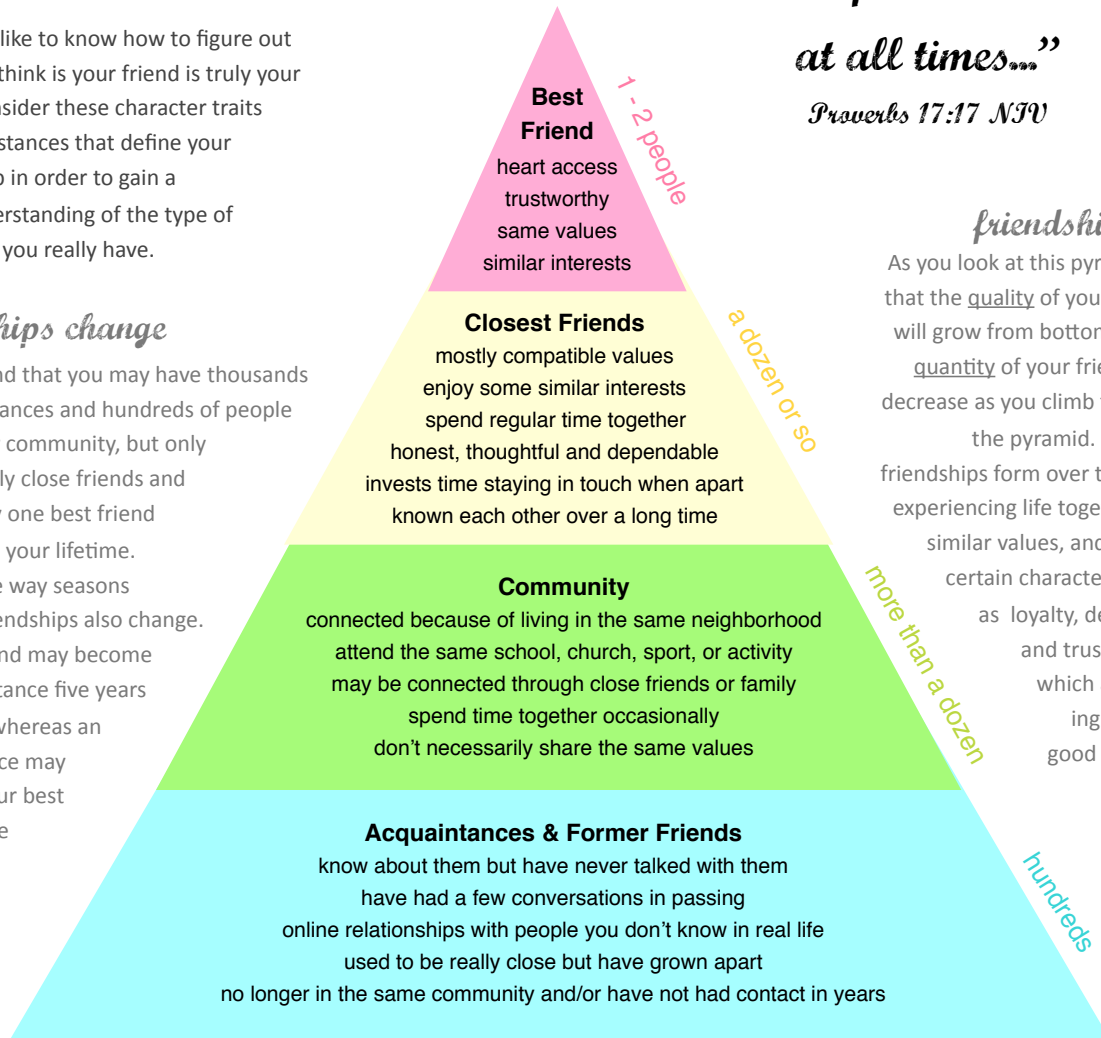 like to know how to figure out
think is your friend is truly your
nsider these character traits
stances that define your
p in order to gain a
erstanding of the type of
you really have.
hips change
nd that you may have thousands
tances and hundreds of people
community, but only
ly close friends and
y one best friend
your lifetime.
e way seasons
endships also change.
nd may become
tance five years
whereas an
ce may
ur best
e
Best
Friend
heart access
trustworthy
same values
similar interests
1 - 2 people
Closest Friends
mostly compatible values
enjoy some similar interests
spend regular time together
honest, thoughtful and dependable
invests time staying in touch when apart
known each other over a long time
a dozen or so
Community
connected because of living in the same neighborhood
attend the same school, church, sport, or activity
may be connected through close friends or family
spend time together occasionally
don’t necessarily share the same values
more than a dozen
Acquaintances & Former Friends
know about them but have never talked with them
have had a few conversations in passing
online relationships with people you don’t know in real life
used to be really close but have grown apart
no longer in the same community and/or have not had contact in years
hundreds
at all times...”
Proverbs 17:17 NIV
friendshi
As you look at this pyr
that the quality of you
will grow from bottom
quantity of your frie
decrease as you climb
the pyramid.
friendships form over t
experiencing life toge
similar values, and
certain characte
as loyalty, de
and trus
which
ing
good